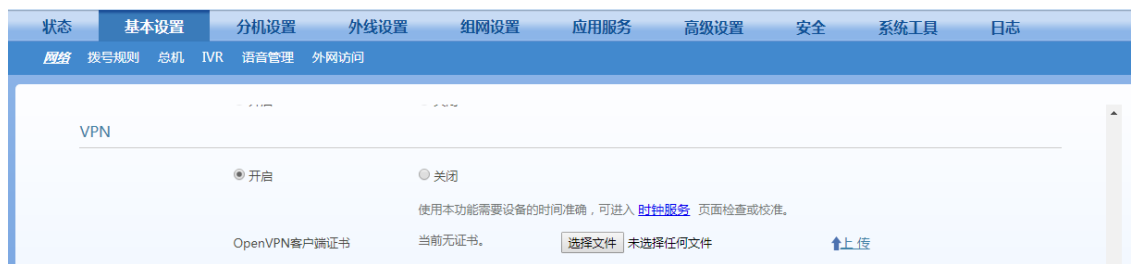 状态 基本设置 分机设置 外线设置 组网设置 应用服务 高级设置 安全 系统工具 日志
网络 拨号规则 总机 IVR 语音管理 外网访问
VPN
开启 关闭
使用本功能需要设备的时间准确，可进入 时钟服务 页面检查或校准。
OpenVPN客户端证书 当前无证书。 选择文件 未选择任何文件 上 传